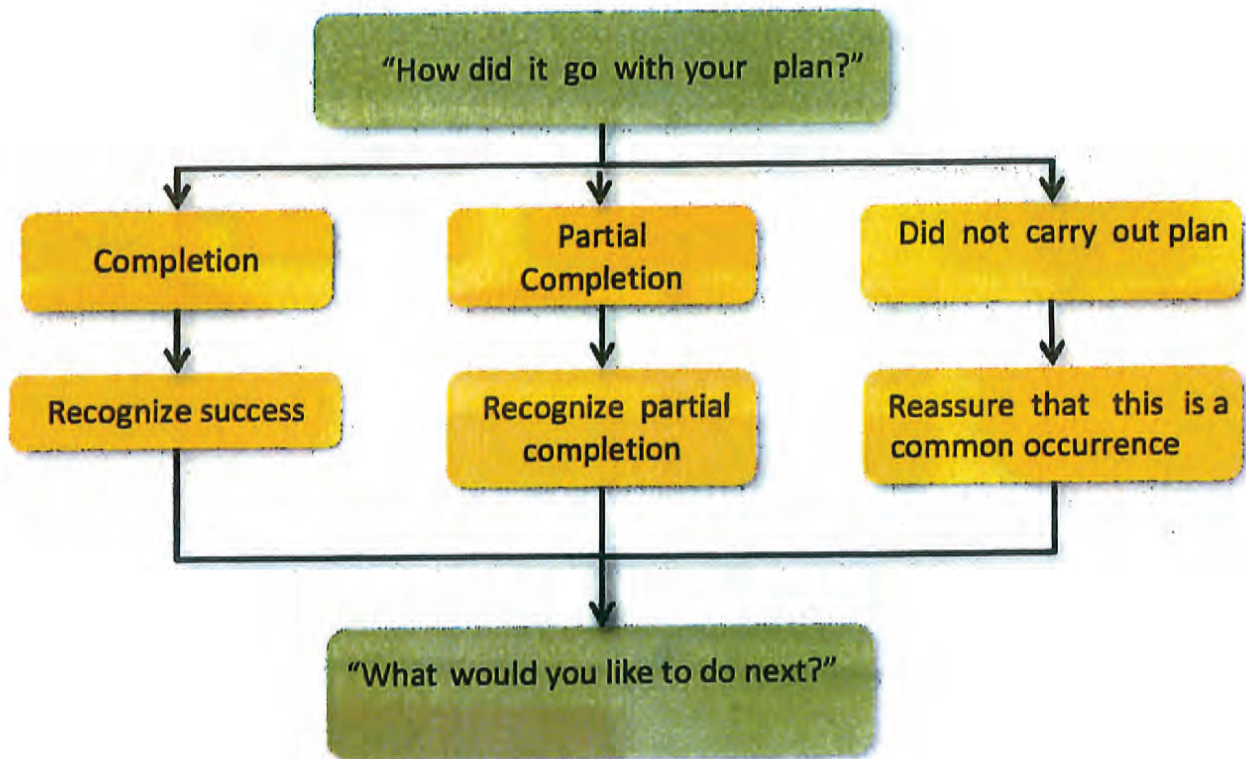 “How did it go with your plan?”
Completion
Partial
Completion
Did not carry out plan
Recognize success
Recognize partial
completion
Reassure that this is a
common occurrence
“What would you like to do next?”